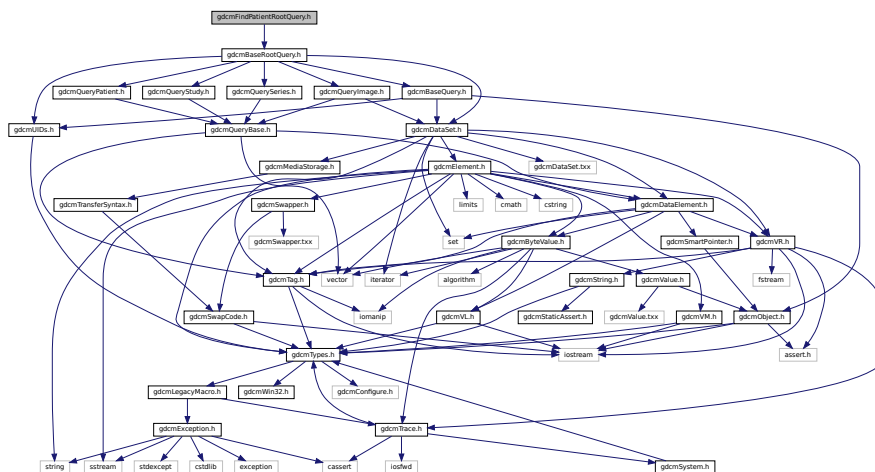 gdcmFindPatientRootQuery.h
gdcmBaseRootQuery.h
gdcmQueryPatient.h
gdcmQueryStudy.h
gdcmQuerySeries.h
gdcmQueryImage.h
gdcmBaseQuery.h
gdcmUIDs.h
gdcmQueryBase.h
gdcmDataSet.h
gdcmMediaStorage.h
gdcmElement.h
gdcmDataSet.txx
gdcmTransferSyntax.h
gdcmSwapper.h
limits
cmath
cstring
gdcmDataElement.h
gdcmSwapper.txx
set
gdcmByteValue.h
gdcmSmartPointer.h
gdcmVR.h
gdcmTag.h
vector
iterator
algorithm
gdcmString.h
gdcmValue.h
fstream
gdcmSwapCode.h
iomanip
gdcmVL.h
gdcmStaticAssert.h
gdcmValue.txx
gdcmVM.h
gdcmObject.h
gdcmTypes.h
iostream
assert.h
gdcmLegacyMacro.h
gdcmWin32.h
gdcmConfigure.h
gdcmException.h
gdcmTrace.h
string
sstream
stdexcept
cstdlib
exception
cassert
iosfwd
gdcmSystem.h